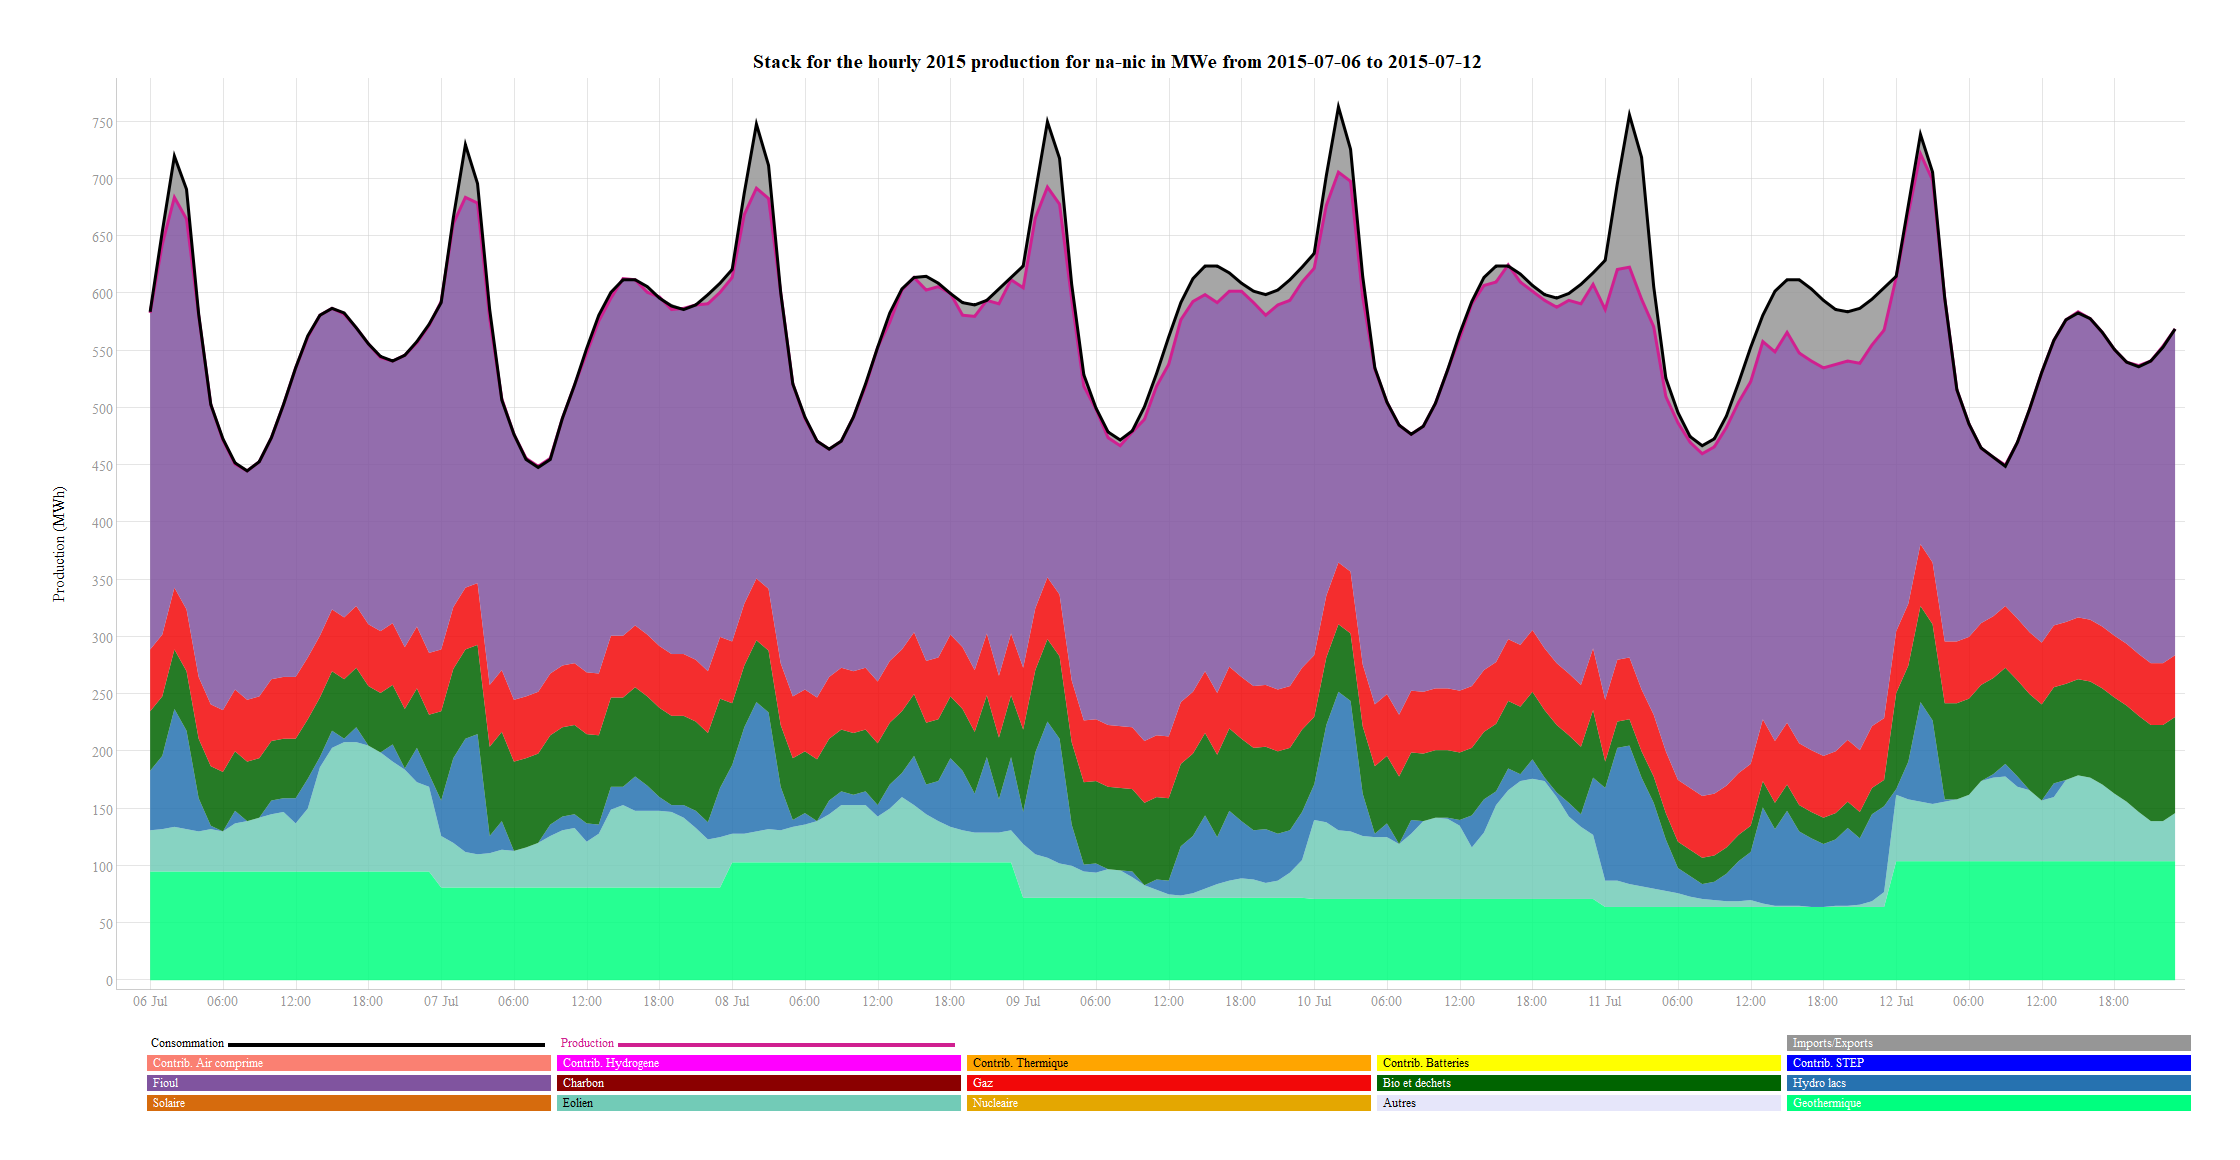 Stack for the hourly 2015 production for na-nic in MWe from 2015-07-06 to 2015-07-12
Production (MWh)
750
700
650
600
550
500
450
400
350
300
250
200
150
100
50
0
06 Jul 06:00 12:00 18:00 07 Jul 06:00 12:00 18:00 08 Jul 06:00 12:00 18:00 09 Jul 06:00 12:00 18:00 10 Jul 06:00 12:00 18:00 11 Jul 06:00 12:00 18:00 12 Jul 06:00 12:00 18:00
Consommation Production Imports/Exports
Contrib. Air comprime Contrib. Hydrogene Contrib. Thermique Contrib. Batteries Contrib. STEP
Fioul Charbon Gaz Bio et dechets Hydro lacs
Solaire Eolien Nucleaire Autres Geothermique